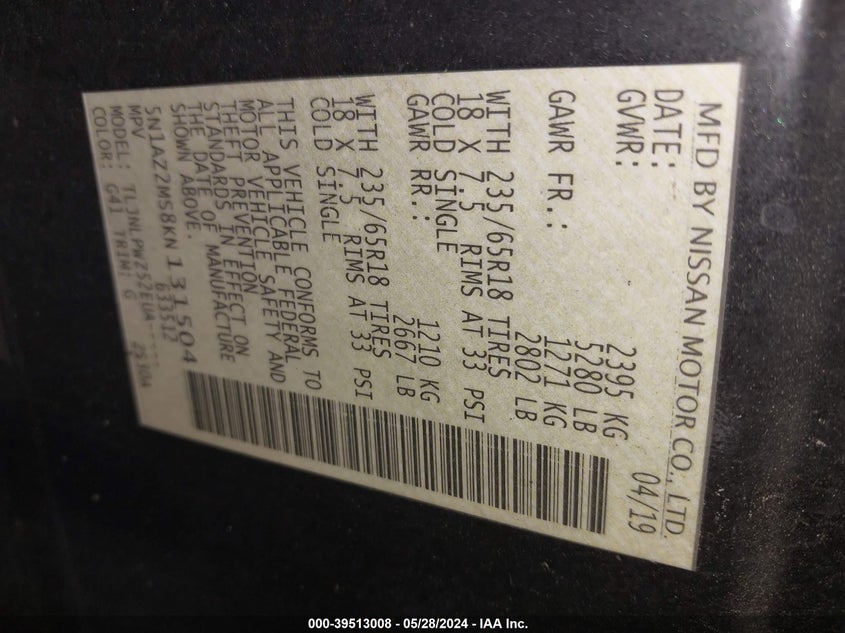 MFD BY NISSAN MOTOR CO., LTD.
DATE: 04/19
GVWR: 2395 KG
5280 LB
GAWR FR.: 1271 KG
2802 LB
WITH 235/65R18 TIRES
18 X 7.5 RIMS AT 33 PSI
COLD SINGLE
GAWR RR.: 1210 KG
2667 LB
WITH 235/65R18 TIRES
18 X 7.5 RIMS AT 33 PSI
COLD SINGLE
THIS VEHICLE CONFORMS TO
ALL APPLICABLE FEDERAL
MOTOR VEHICLE SAFETY AND
THEFT PREVENTION
STANDARDS IN EFFECT ON
THE DATE OF MANUFACTURE
SHOWN ABOVE.
5N1AZ2MS8KN131504
MPV 633512
MODEL: TLJNLPWZ52EUA-----
COLOR: G41 TRIM: G 2530A
000-39513008 - 05/28/2024 - IAA Inc.